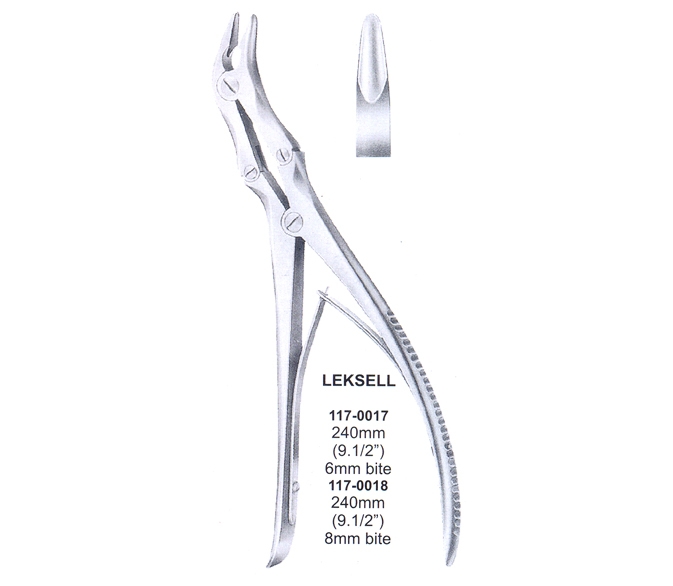 LEKSELL
117-0017
240mm
(9.1/2”)
6mm bite
117-0018
240mm
(9.1/2”)
8mm bite